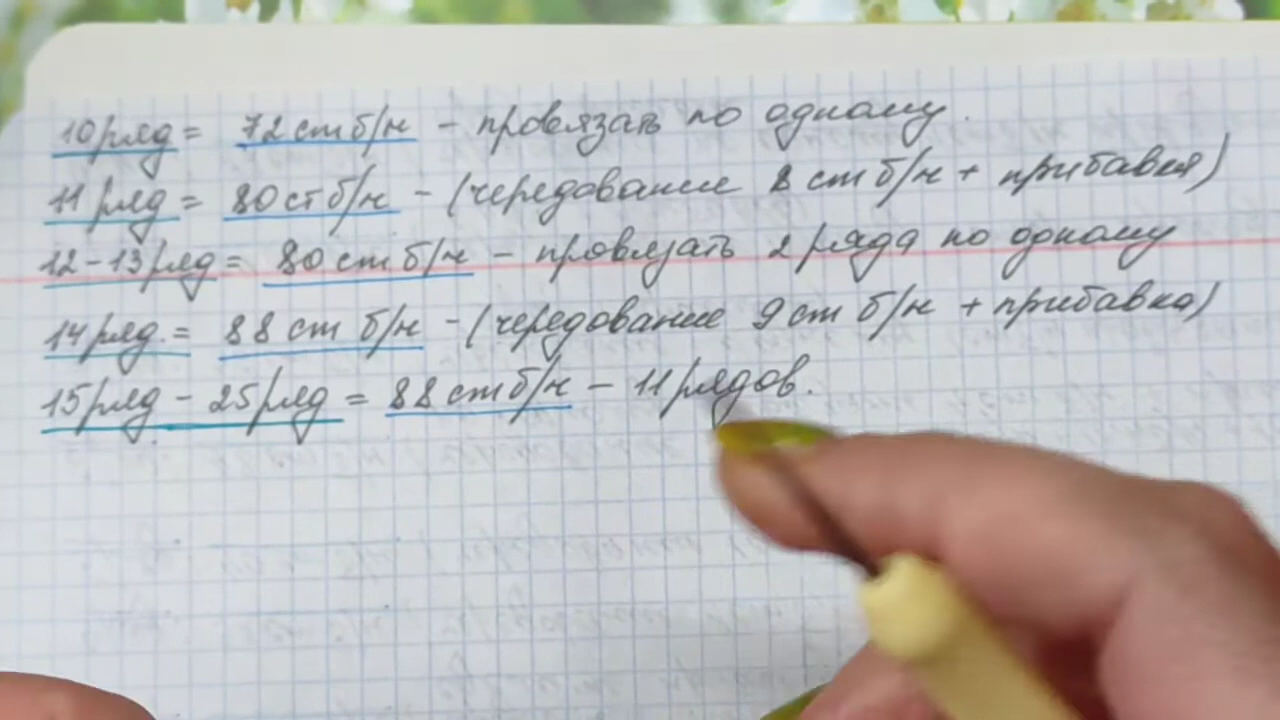 10 ряд = 72 ст б/н - провязать по одному.
11 ряд = 80 ст б/н - (чередование 8 ст б/н + прибавка)
12-13 ряд = 80 ст б/н - провязать 2 ряда по одному
14 ряд. = 88 ст б/н - (чередование 9 ст б/н + прибавка)
15 ряд - 25 ряд = 88 ст б/н - 11 рядов.